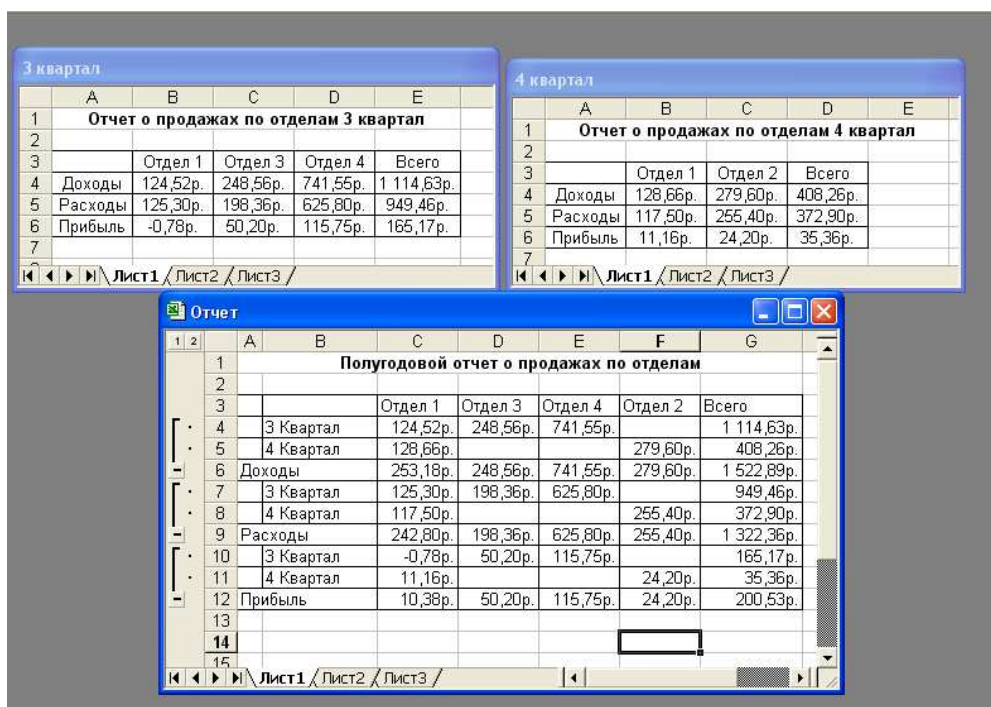 3 квартал
A B C D E
1 Отчет о продажах по отделам 3 квартал
2
3 Отдел 1 Отдел 3 Отдел 4 Всего
4 Доходы 124,52р. 248,56р. 741,55р. 1 114,63р.
5 Расходы 125,30р. 198,36р. 625,80р. 949,46р.
6 Прибыль -0,78р. 50,20р. 115,75р. 165,17р.
7
Лист1 / Лист2 / Лист3 /
4 квартал
A B C D E
1 Отчет о продажах по отделам 4 квартал
2
3 Отдел 1 Отдел 2 Всего
4 Доходы 128,66р. 279,60р. 408,26р.
5 Расходы 117,50р. 255,40р. 372,90р.
6 Прибыль 11,16р. 24,20р. 35,36р.
7
Лист1 / Лист2 / Лист3 /
Отчет
1 2 A B C D E F G
1 Полугодовой отчет о продажах по отделам
2
3 Отдел 1 Отдел 3 Отдел 4 Отдел 2 Всего
4 3 Квартал 124,52р. 248,56р. 741,55р. 1 114,63р.
5 4 Квартал 128,66р. 279,60р. 408,26р.
6 Доходы 253,18р. 248,56р. 741,55р. 279,60р. 1 522,89р.
7 3 Квартал 125,30р. 198,36р. 625,80р. 949,46р.
8 4 Квартал 117,50р. 255,40р. 372,90р.
9 Расходы 242,80р. 198,36р. 625,80р. 255,40р. 1 322,36р.
10 3 Квартал -0,78р. 50,20р. 115,75р. 165,17р.
11 4 Квартал 11,16р. 24,20р. 35,36р.
12 Прибыль 10,38р. 50,20р. 115,75р. 24,20р. 200,53р.
13
14
15
Лист1 / Лист2 / Лист3 /